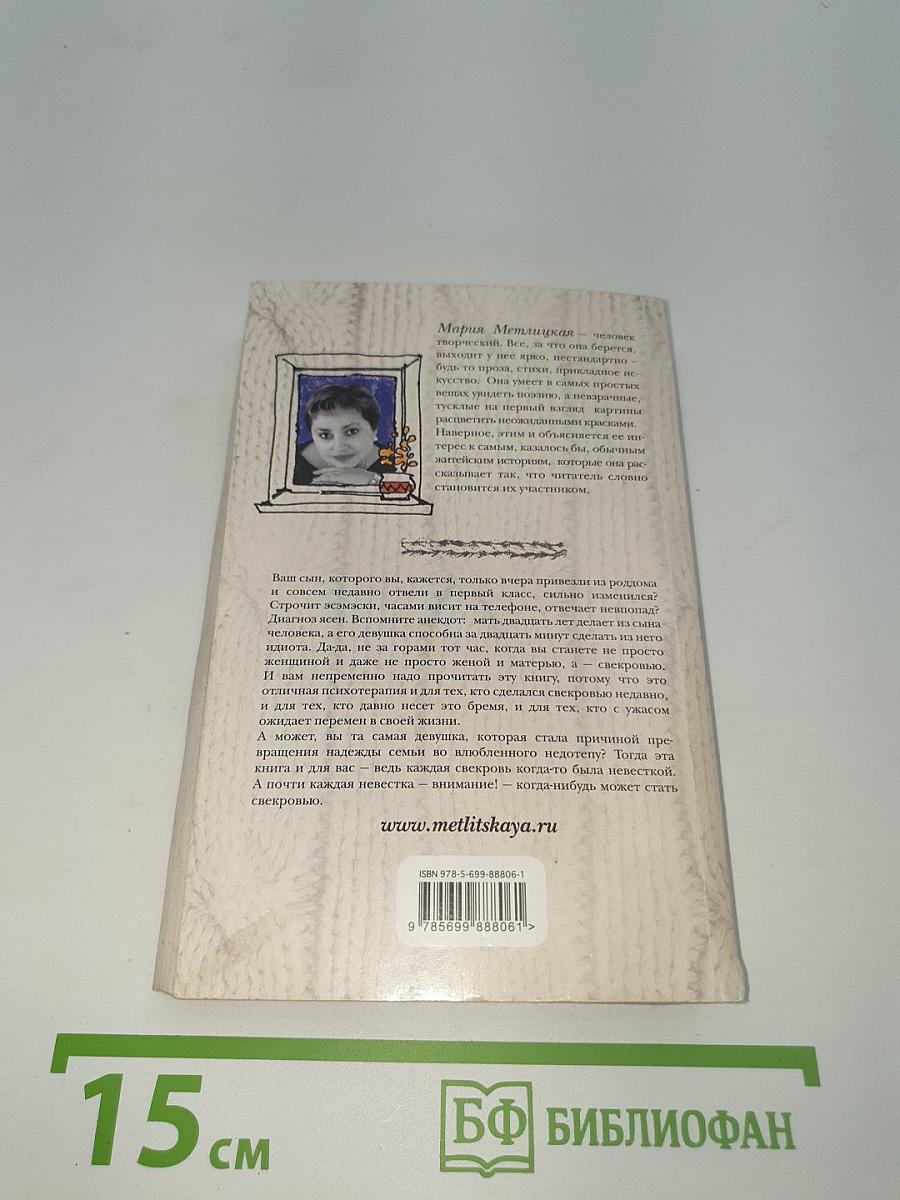 Мария Метлицкая — человек
творческий. Все, за что она берется,
выходит у нее ярко, нестандартно –
будь то проза, стихи, прикладное ис-
кусство. Она умеет в самых простых
вещах увидеть поэзию, а невзрачные,
тусклые на первый взгляд картины
расцветить неожиданными красками.
Наверное, этим и объясняется ее ин-
терес к самым, казалось бы, обычным
житейским историям, которые она рас-
сказывает так, что читатель словно
становится их участником.
Ваш сын, которого вы, кажется, только вчера привезли из роддома
и совсем недавно отвели в первый класс, сильно изменился?
Строчит эсэмэски, часами висит на телефоне, отвечает невпопад?
Диагноз ясен. Вспомните анекдот: мать двадцать лет делает из сына
человека, а его девушка способна за двадцать минут сделать из него
идиота. Да-да, не за горами тот час, когда вы станете не просто
женщиной и даже не просто женой и матерью, а — свекровью.
И вам непременно надо прочитать эту книгу, потому что это
отличная психотерапия и для тех, кто сделался свекровью недавно,
и для тех, кто давно несет это бремя, и для тех, кто с ужасом
ожидает перемен в своей жизни.
А может, вы та самая девушка, которая стала причиной пре-
вращения надежды семьи во влюбленного недотепу? Тогда эта
книга и для вас — ведь каждая свекровь когда-то была невесткой.
А почти каждая невестка — внимание! — когда-нибудь может стать
свекровью.
www.metlitskaya.ru
ISBN 978-5-699-88806-1
9 785699 888061 >
15 см
БФ БИБЛИОФАН